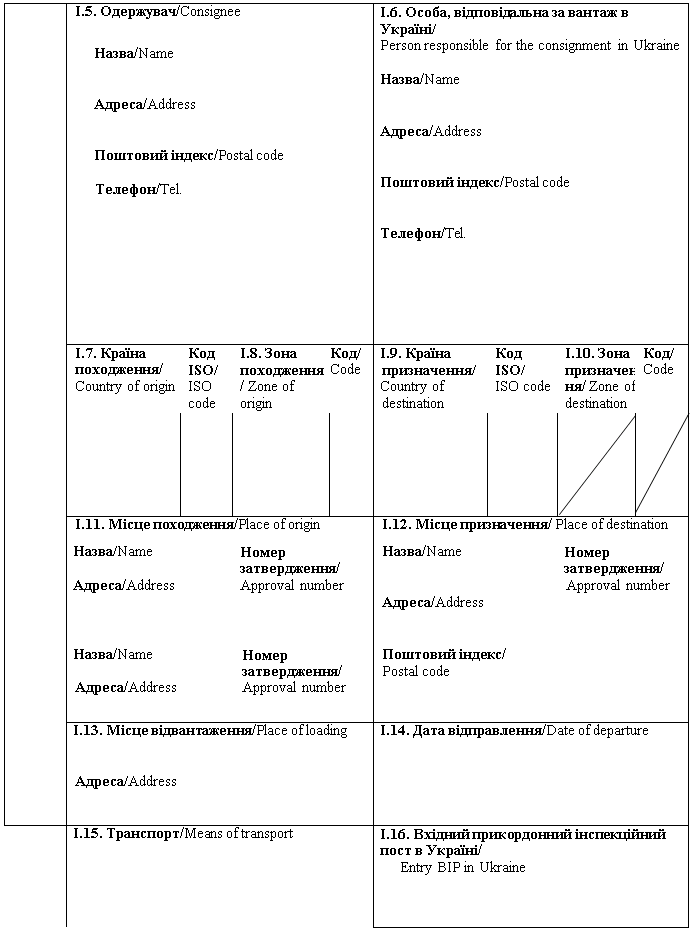 I.5. Одержувач/Consignee
Назва/Name
Адреса/Address
Поштовий індекс/Postal code
Телефон/Tel.
I.6. Особа, відповідальна за вантаж в
Україні/
Person responsible for the consignment in Ukraine
Назва/Name
Адреса/Address
Поштовий індекс/Postal code
Телефон/Tel.
I.7. Країна
походження/
Country of origin
Код
ISO/
ISO
code
I.8. Зона
походження
/ Zone of
origin
Код/
Code
I.9. Країна
призначення/
Country of
destination
Код
ISO/
ISO code
I.10. Зона
призначен
ня/ Zone of
destination
Код/
Code
I.11. Місце походження/Place of origin
Назва/Name
Номер
затвердження/
Адреса/Address
Approval number
Назва/Name
Номер
затвердження/
Адреса/Address
Approval number
I.12. Місце призначення/ Place of destination
Назва/Name
Номер
затвердження/
Approval number
Адреса/Address
Поштовий індекс/
Postal code
I.13. Місце відвантаження/Place of loading
Адреса/Address
I.14. Дата відправлення/Date of departure
I.15. Транспорт/Means of transport
I.16. Вхідний прикордонний інспекційний
пост в Україні/
Entry BIP in Ukraine